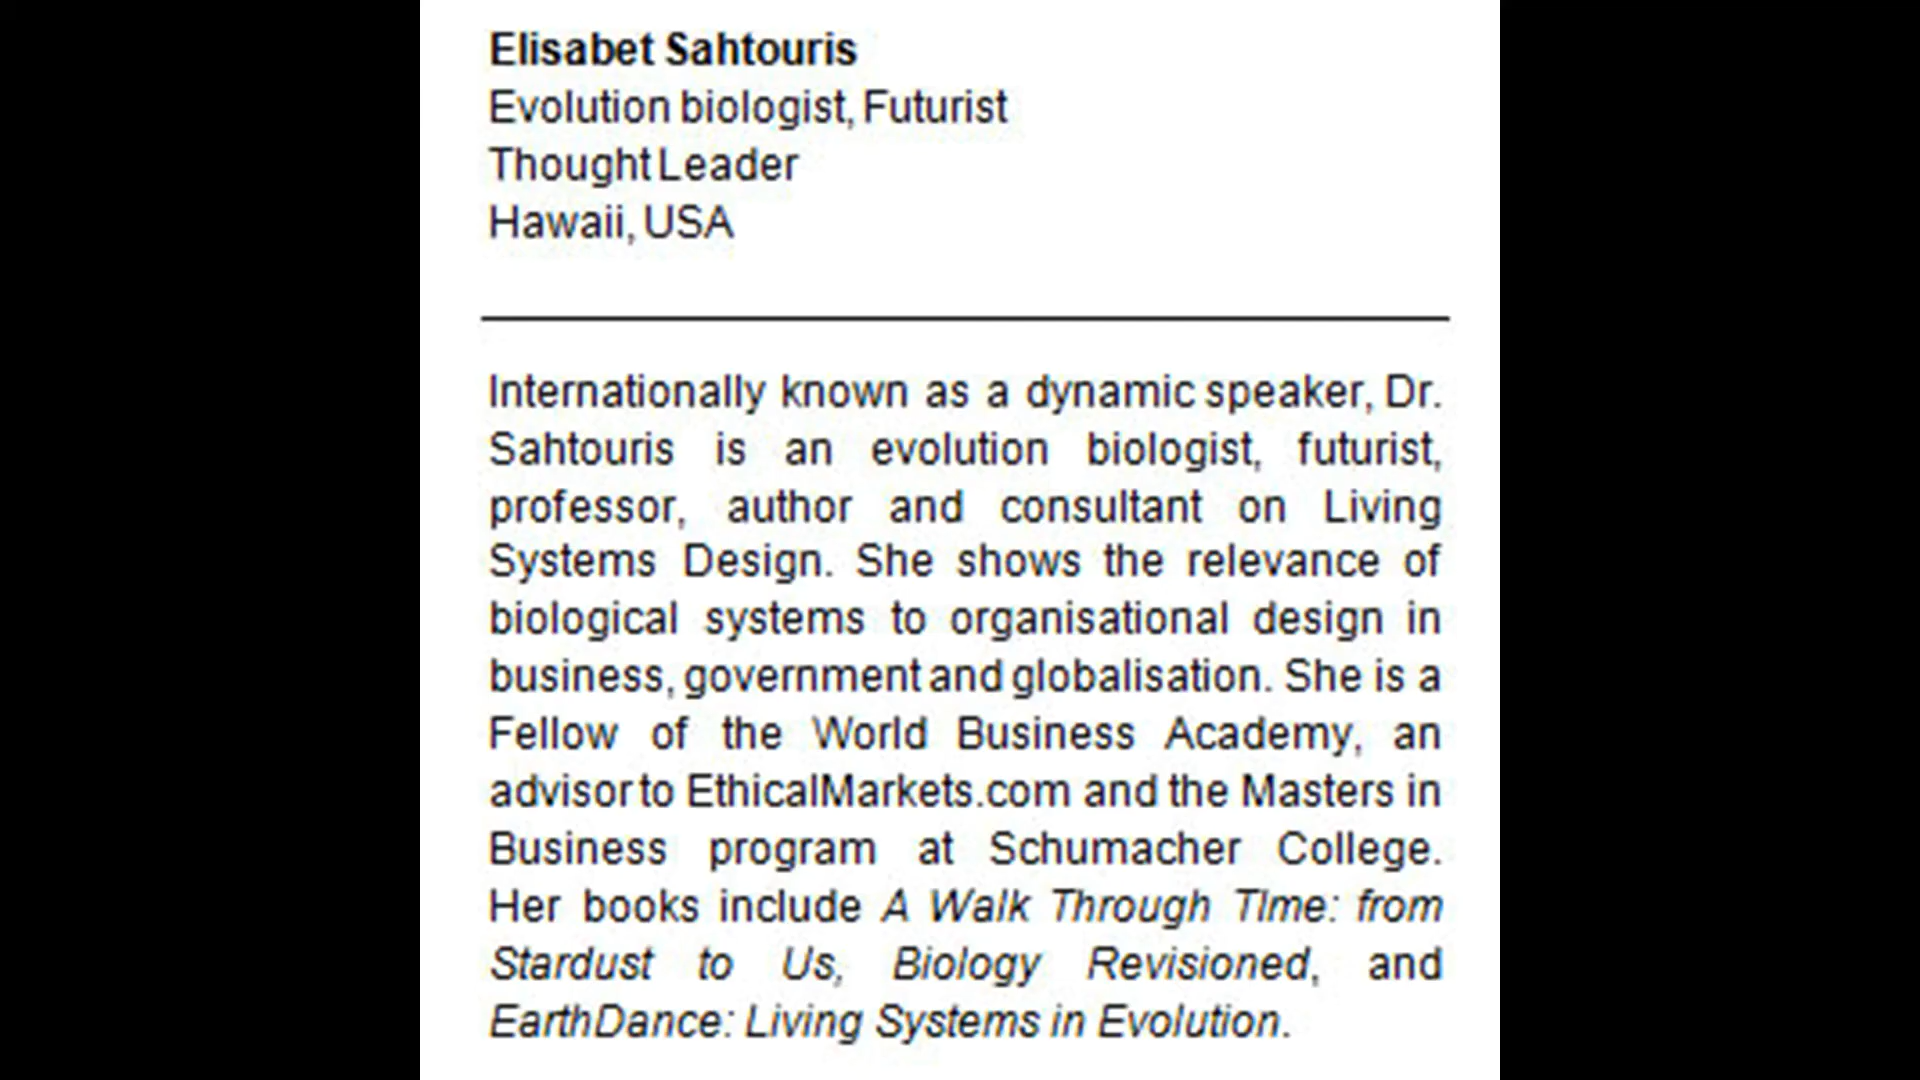 Elisabet Sahtouris
Evolution biologist, Futurist
Thought Leader
Hawaii, USA
Internationally known as a dynamic speaker, Dr.
Sahtouris is an evolution biologist, futurist,
professor, author and consultant on Living
Systems Design. She shows the relevance of
biological systems to organisational design in
business, government and globalisation. She is a
Fellow of the World Business Academy, an
advisor to EthicalMarkets.com and the Masters in
Business program at Schumacher College.
Her books include A Walk Through TIme: from
Stardust to Us, Biology Revisioned, and
EarthDance: Living Systems in Evolution.